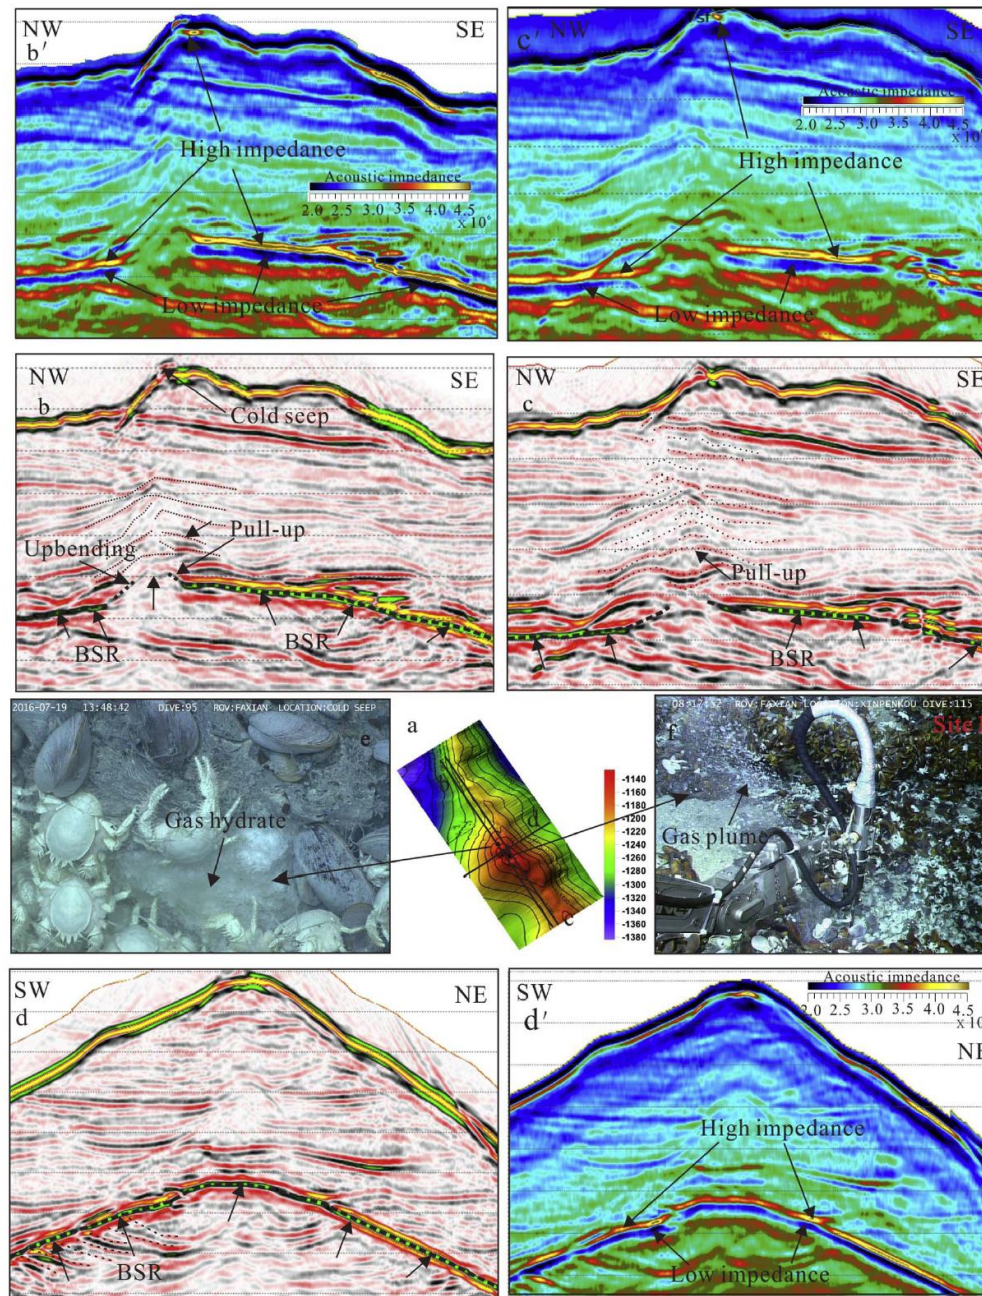 NW
b'
SE
High impedance
Acoustic impedance
2.0 2.5 3.0 3.5 4.0 4.5
x 10⁶
Low impedance
NW
c'
SE
Acoustic impedance
2.0 2.5 3.0 3.5 4.0 4.5
High impedance
Low impedance
NW
b
SE
Cold seep
Upbending
Pull-up
BSR
BSR
NW
c
SE
Pull-up
BSR
2016-07-19 13:48:42 DIVE:95 ROV:FAXIAN LOCATION:COLD SEEP
e
Gas hydrate
a
d
-1140
-1160
-1180
-1200
-1220
-1240
-1260
-1280
-1300
-1320
-1340
-1360
-1380
ROV:FAXIAN LOCATION:XINPENKOU DIVE:115
f
Gas plume
SW
d
NE
BSR
SW
d'
Acoustic impedance
2.0 2.5 3.0 3.5 4.0 4.5
High impedance
Low impedance